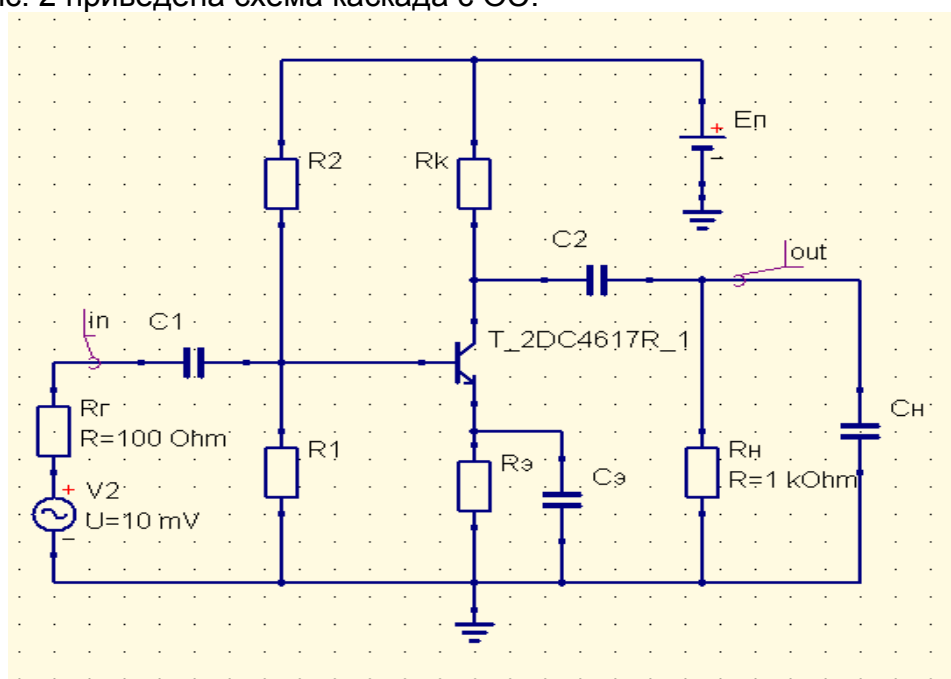 ис. 2 приведена схема каскада с ОЭ.
Eп
R2
Rk
C2
out
in
C1
T_2DC4617R_1
Rг
R=100 Ohm
R1
Rэ
Cэ
Rн
R=1 kOhm
Cн
V2
U=10 mV